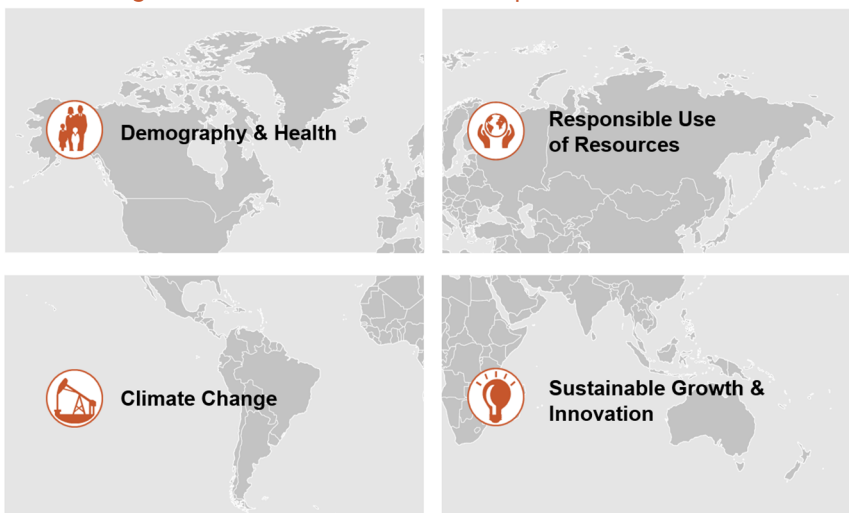 Demography & Health
Responsible Use
of Resources
Climate Change
Sustainable Growth &
Innovation